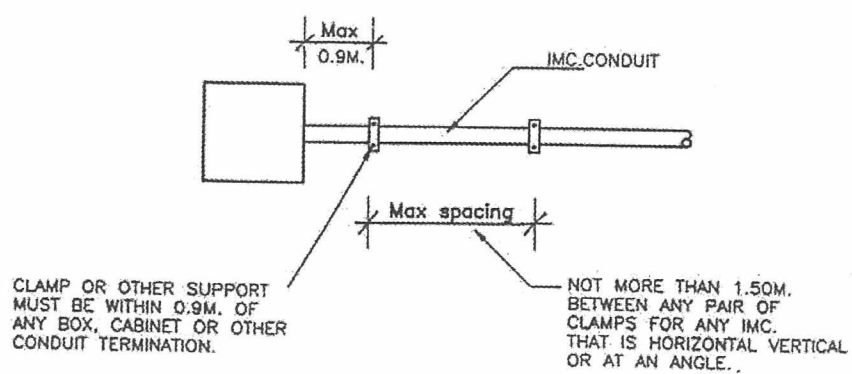 Max
0.9M.
IMC.CONDUIT
Max spacing
CLAMP OR OTHER SUPPORT
MUST BE WITHIN 0.9M. OF
ANY BOX, CABINET OR OTHER
CONDUIT TERMINATION.
NOT MORE THAN 1.50M.
BETWEEN ANY PAIR OF
CLAMPS FOR ANY IMC.
THAT IS HORIZONTAL VERTICAL
OR AT AN ANGLE.